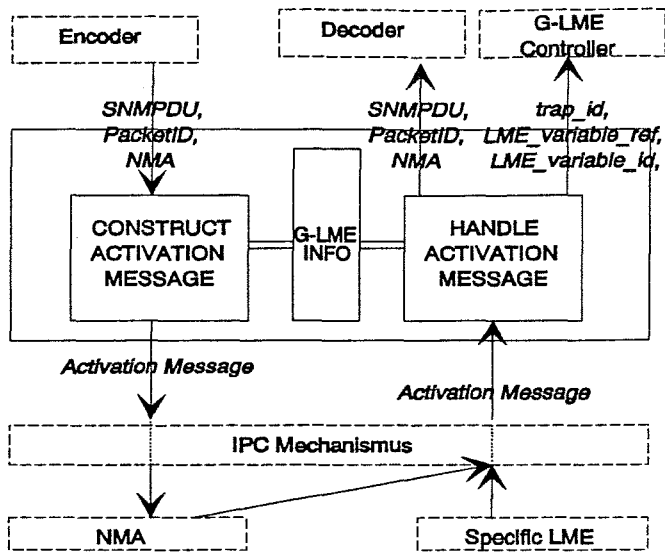 Encoder
Decoder
G-LME
Controller
SNMPDU,
PacketID,
NMA
SNMPDU,
PacketID,
NMA
trap_id,
LME_variable_ref,
LME_variable_id,
CONSTRUCT
ACTIVATION
MESSAGE
G-LME
INFO
HANDLE
ACTIVATION
MESSAGE
Activation Message
Activation Message
IPC Mechanismus
NMA
Specific LME